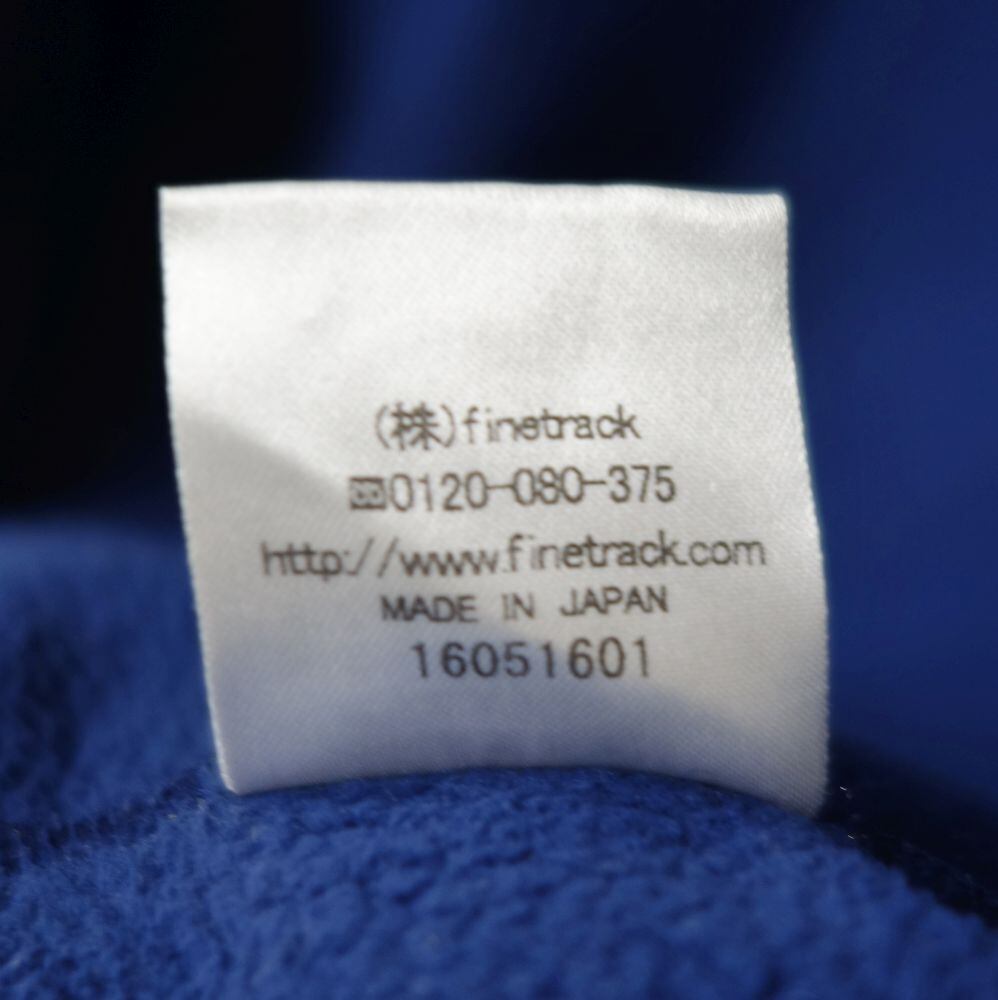 (株)finetrack
0120-080-375
http://www.finetrack.com
MADE IN JAPAN
16051601